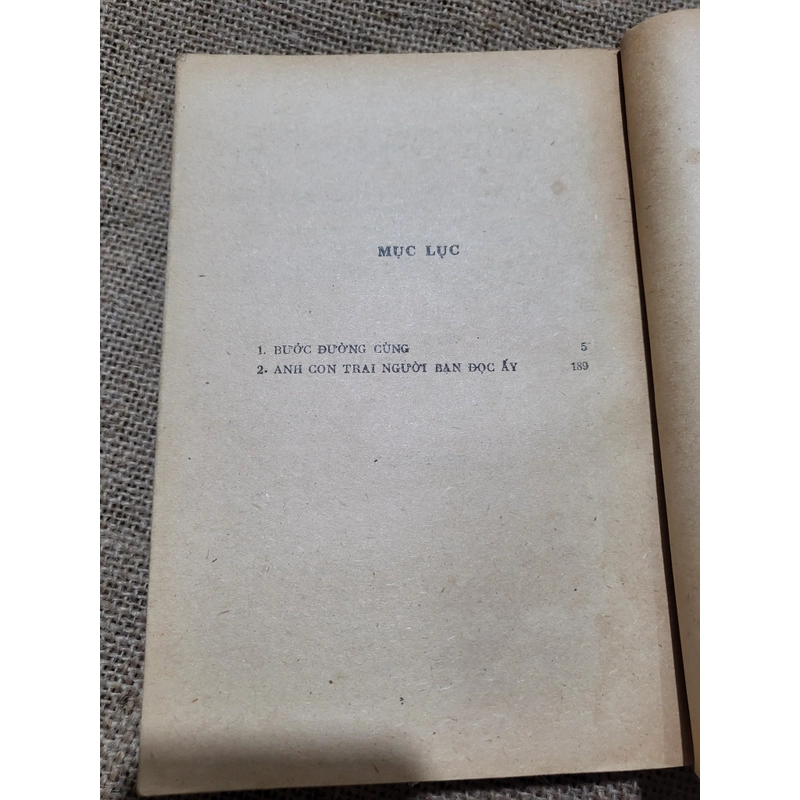 MỤC LỤC
1. BƯỚC ĐƯỜNG CÙNG 5
2. ANH CON TRAI NGƯỜI BẠN ĐỌC ẤY 189